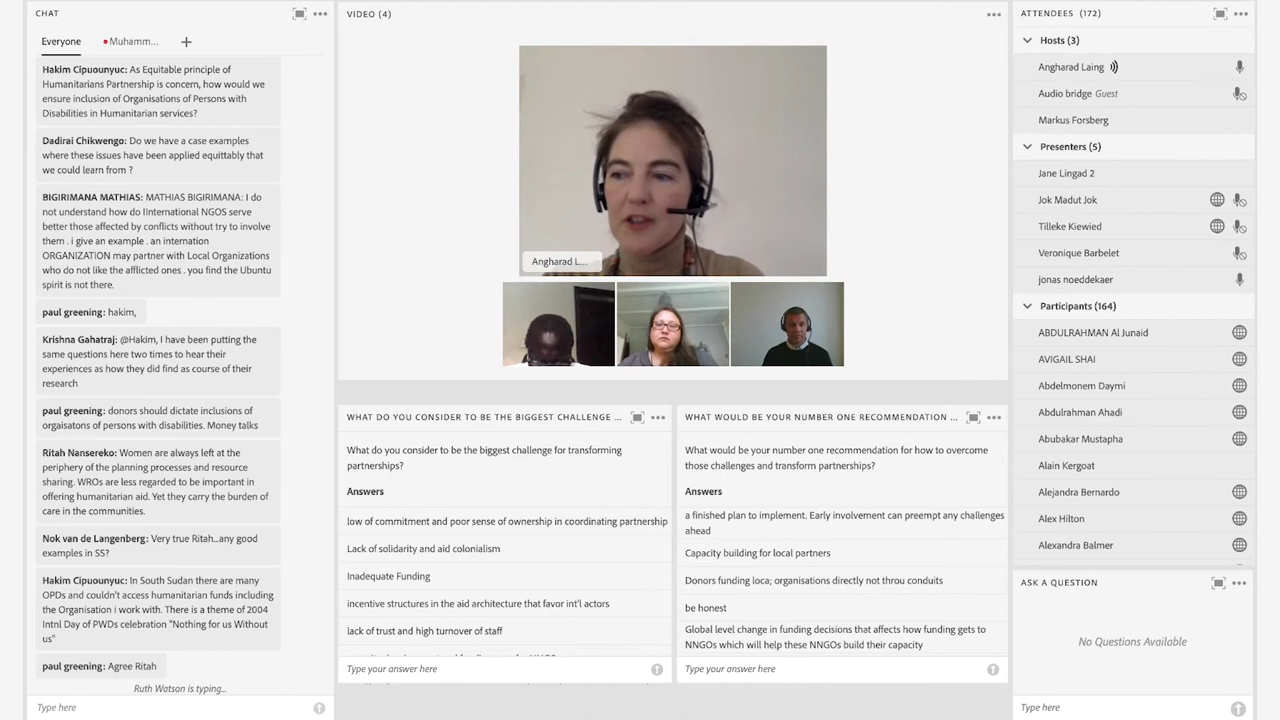 CHAT
Everyone
Muhamm...
Hakim Cipuounyuc: As Equitable principle of
Humanitarians Partnership is concern, how would we
ensure inclusion of Organisations of Persons with
Disabilities in Humanitarian services?
Dadirai Chikwengo: Do we have a case examples
where these issues have been applied equittably that
we could learn from ?
BIGIRIMANA MATHIAS: MATHIAS BIGIRIMANA: I do
not understand how do IInternational NGOS serve
better those affected by conflicts without try to involve
them . i give an example . an internation
ORGANIZATION may partner with Local Organizations
who do not like the afflicted ones . you find the Ubuntu
spirit is not there.
paul greening: hakim,
Krishna Gahatraj: @Hakim, I have been putting the
same questions here two times to hear their
experiences as how they did find as course of their
research
paul greening: donors should dictate inclusions of
orgaisatons of persons with disabilities. Money talks
Ritah Nansereko: Women are always left at the
periphery of the planning processes and resource
sharing. WROs are less regarded to be important in
offering humanitarian aid. Yet they carry the burden of
care in the communities.
Nok van de Langenberg: Very true Ritah...any good
examples in SS?
Hakim Cipuounyuc: In South Sudan there are many
OPDs and couldn't access humanitarian funds including
the Organisation i work with. There is a theme of 2004
Intnl Day of PWDs celebration "Nothing for us Without
us"
paul greening: Agree Ritah
Ruth Watson is typing...
Type here
VIDEO (4)
Angharad L...
WHAT DO YOU CONSIDER TO BE THE BIGGEST CHALLENGE ...
What do you consider to be the biggest challenge for transforming
partnerships?
Answers
low of commitment and poor sense of ownership in coordinating partnership
Lack of solidarity and aid colonialism
Inadequate Funding
incentive structures in the aid architecture that favor int'l actors
lack of trust and high turnover of staff
Type your answer here
WHAT WOULD BE YOUR NUMBER ONE RECOMMENDATION ...
What would be your number one recommendation for how to overcome
those challenges and transform partnerships?
Answers
a finished plan to implement. Early involvement can preempt any challenges
ahead
Capacity building for local partners
Donors funding loca; organisations directly not throu conduits
be honest
Global level change in funding decisions that affects how funding gets to
NNGOs which will help these NNGOs build their capacity
Type your answer here
ATTENDEES (172)
Hosts (3)
Angharad Laing
Audio bridge Guest
Markus Forsberg
Presenters (5)
Jane Lingad 2
Jok Madut Jok
Tilleke Kiewied
Veronique Barbelet
jonas noeddekaer
Participants (164)
ABDULRAHMAN Al Junaid
AVIGAIL SHAI
Abdelmonem Daymi
Abdulrahman Ahadi
Abubakar Mustapha
Alain Kergoat
Alejandra Bernardo
Alex Hilton
Alexandra Balmer
ASK A QUESTION
No Questions Available
Type here